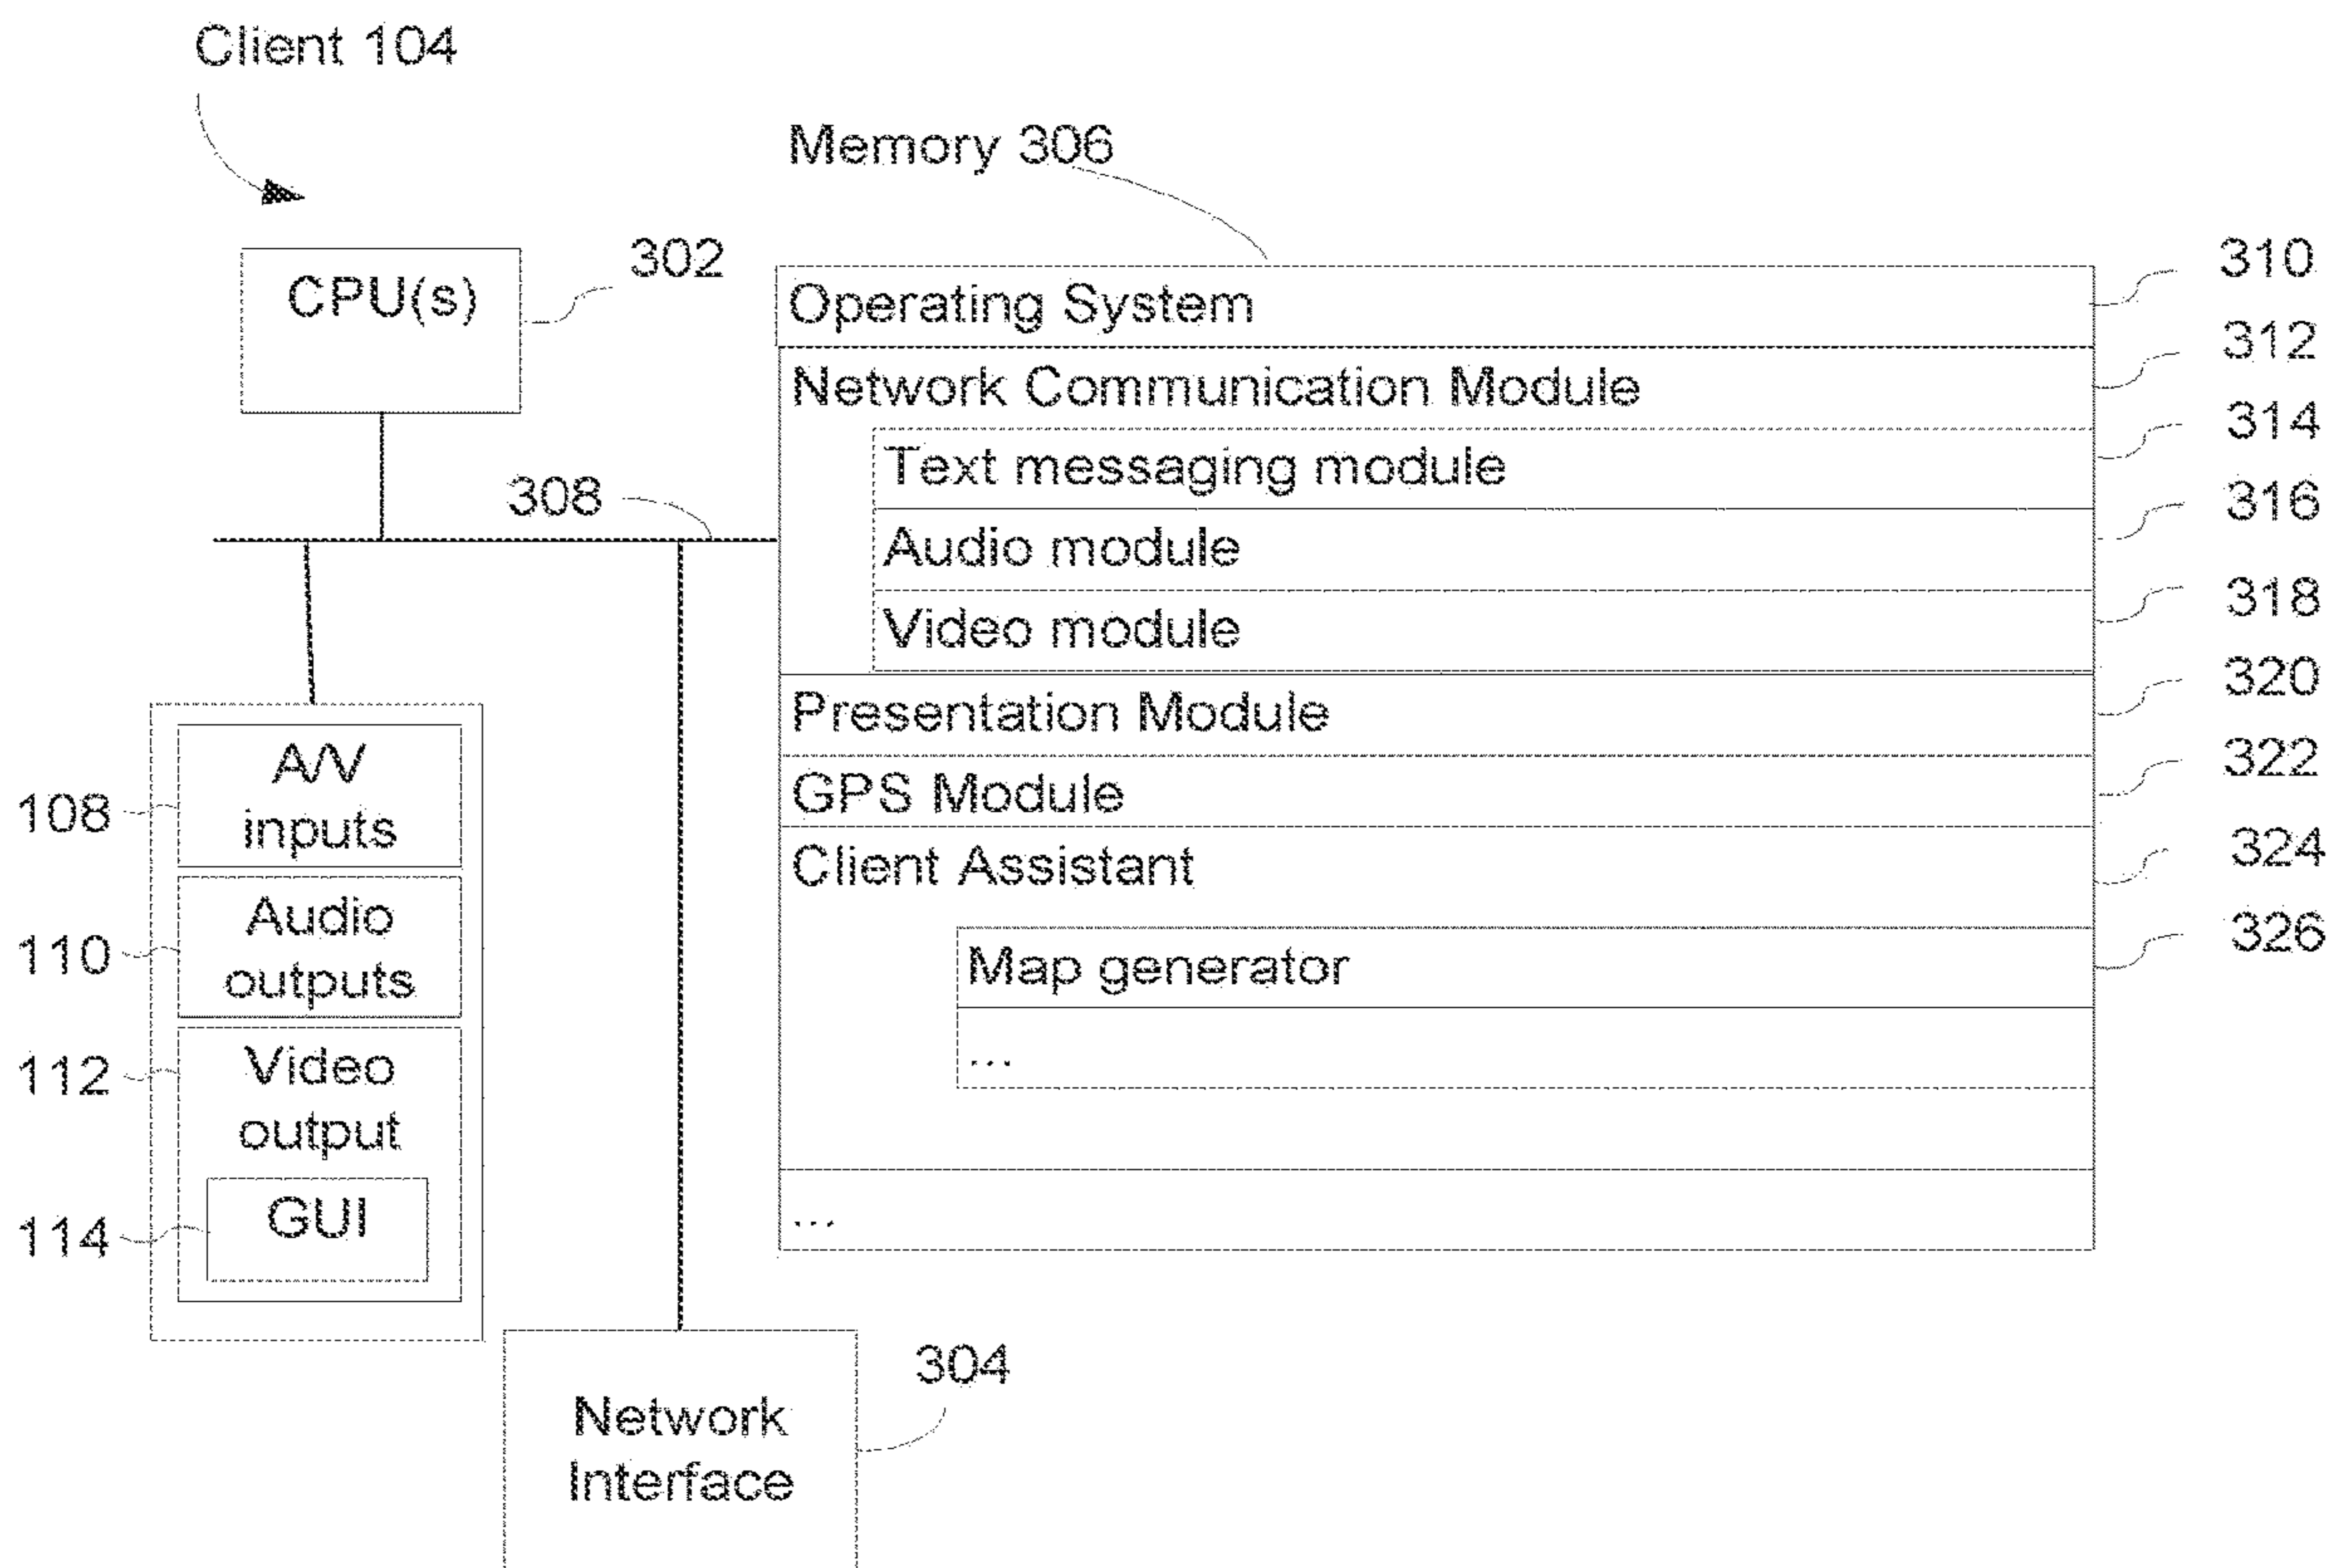 Client 104
Memory 306
CPU(s)
302
308
Operating System
310
Network Communication Module
312
Text messaging module
314
Audio module
316
Video module
318
Presentation Module
320
GPS Module
322
Client Assistant
324
Map generator
326
...
...
A/V
inputs
108
Audio
outputs
110
Video
output
112
GUI
114
Network
Interface
304